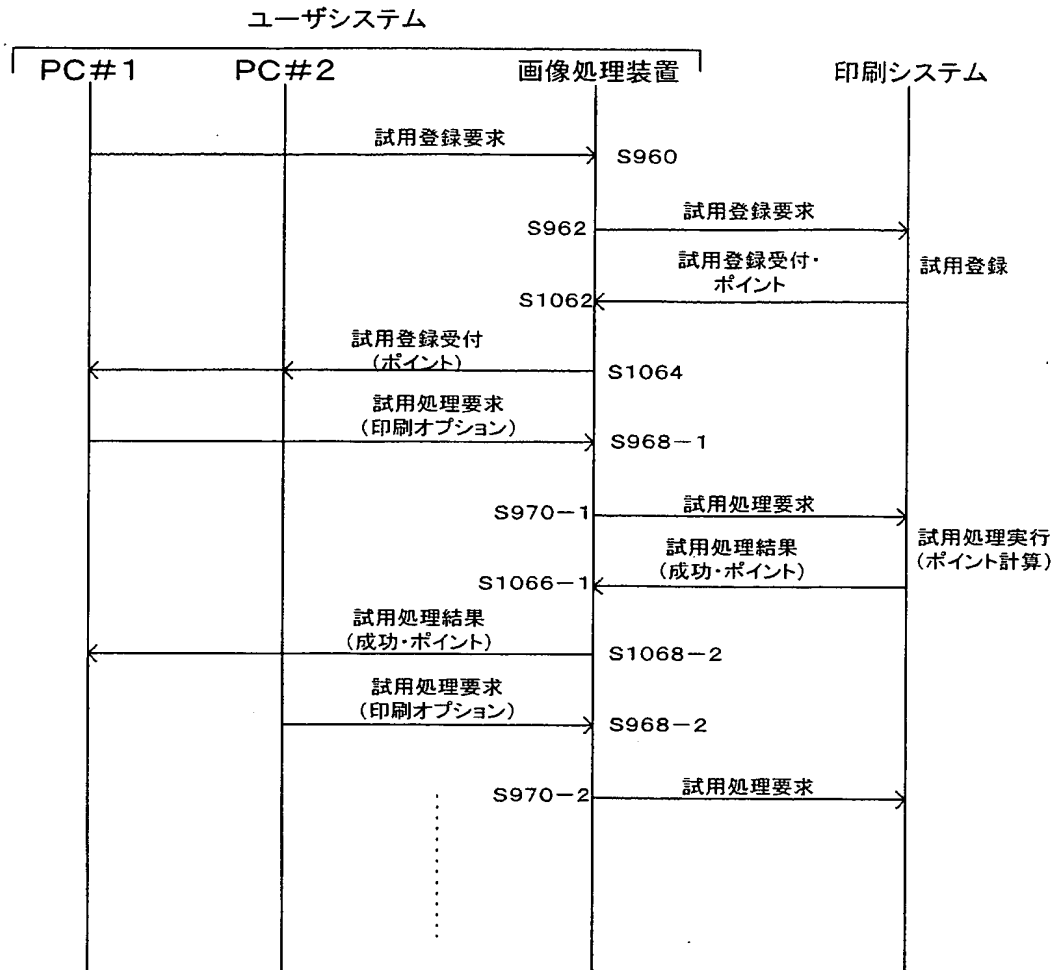 ユーザシステム
PC#1
PC#2
画像処理装置
印刷システム
試用登録要求
S960
試用登録要求
S962
試用登録受付・
ポイント
試用登録
S1062
試用登録受付
(ポイント)
S1064
試用処理要求
(印刷オプション)
S968-1
S970-1
試用処理要求
試用処理実行
(ポイント計算)
試用処理結果
(成功・ポイント)
S1066-1
試用処理結果
(成功・ポイント)
S1068-2
試用処理要求
(印刷オプション)
S968-2
S970-2
試用処理要求